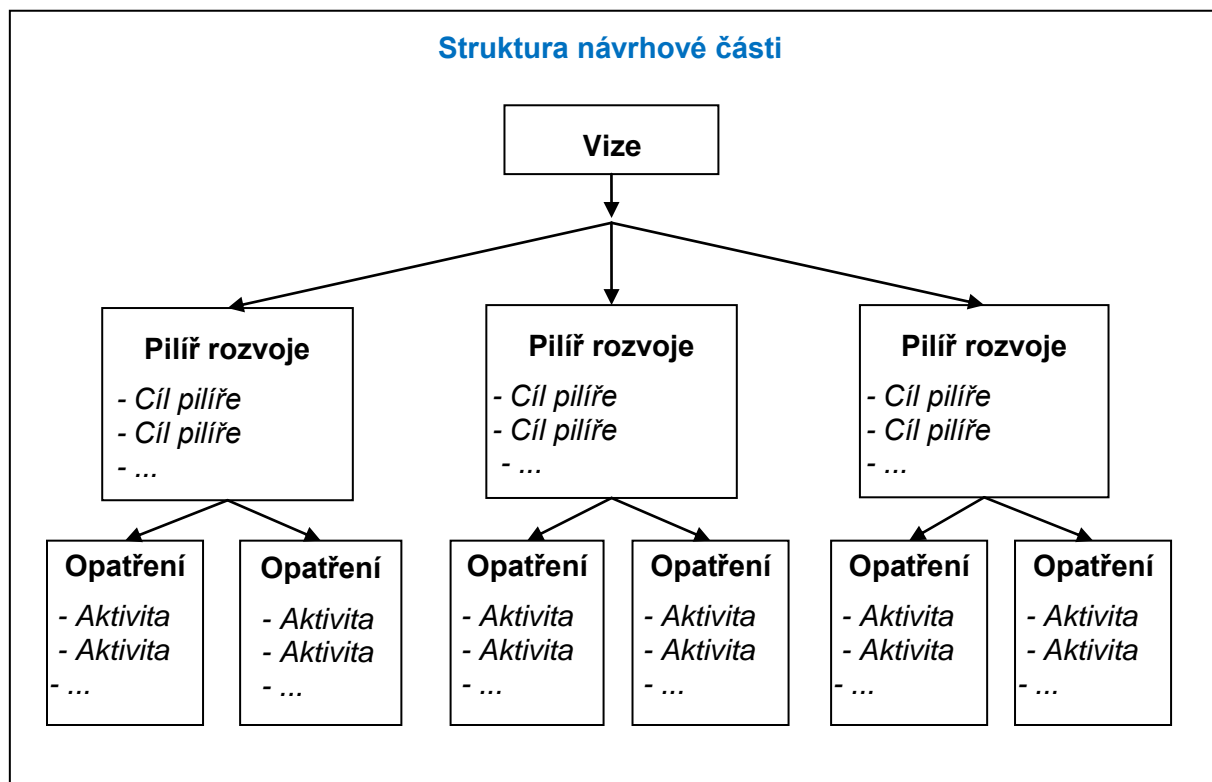 Struktura návrhové části
Vize
Pilíř rozvoje
- Cíl pilíře
- Cíl pilíře
- ...
Pilíř rozvoje
- Cíl pilíře
- Cíl pilíře
- ...
Pilíř rozvoje
- Cíl pilíře
- Cíl pilíře
- ...
Opatření
- Aktivita
- Aktivita
- ...
Opatření
- Aktivita
- Aktivita
- ...
Opatření
- Aktivita
- Aktivita
- ...
Opatření
- Aktivita
- Aktivita
- ...
Opatření
- Aktivita
- Aktivita
- ...
Opatření
- Aktivita
- Aktivita
- ...